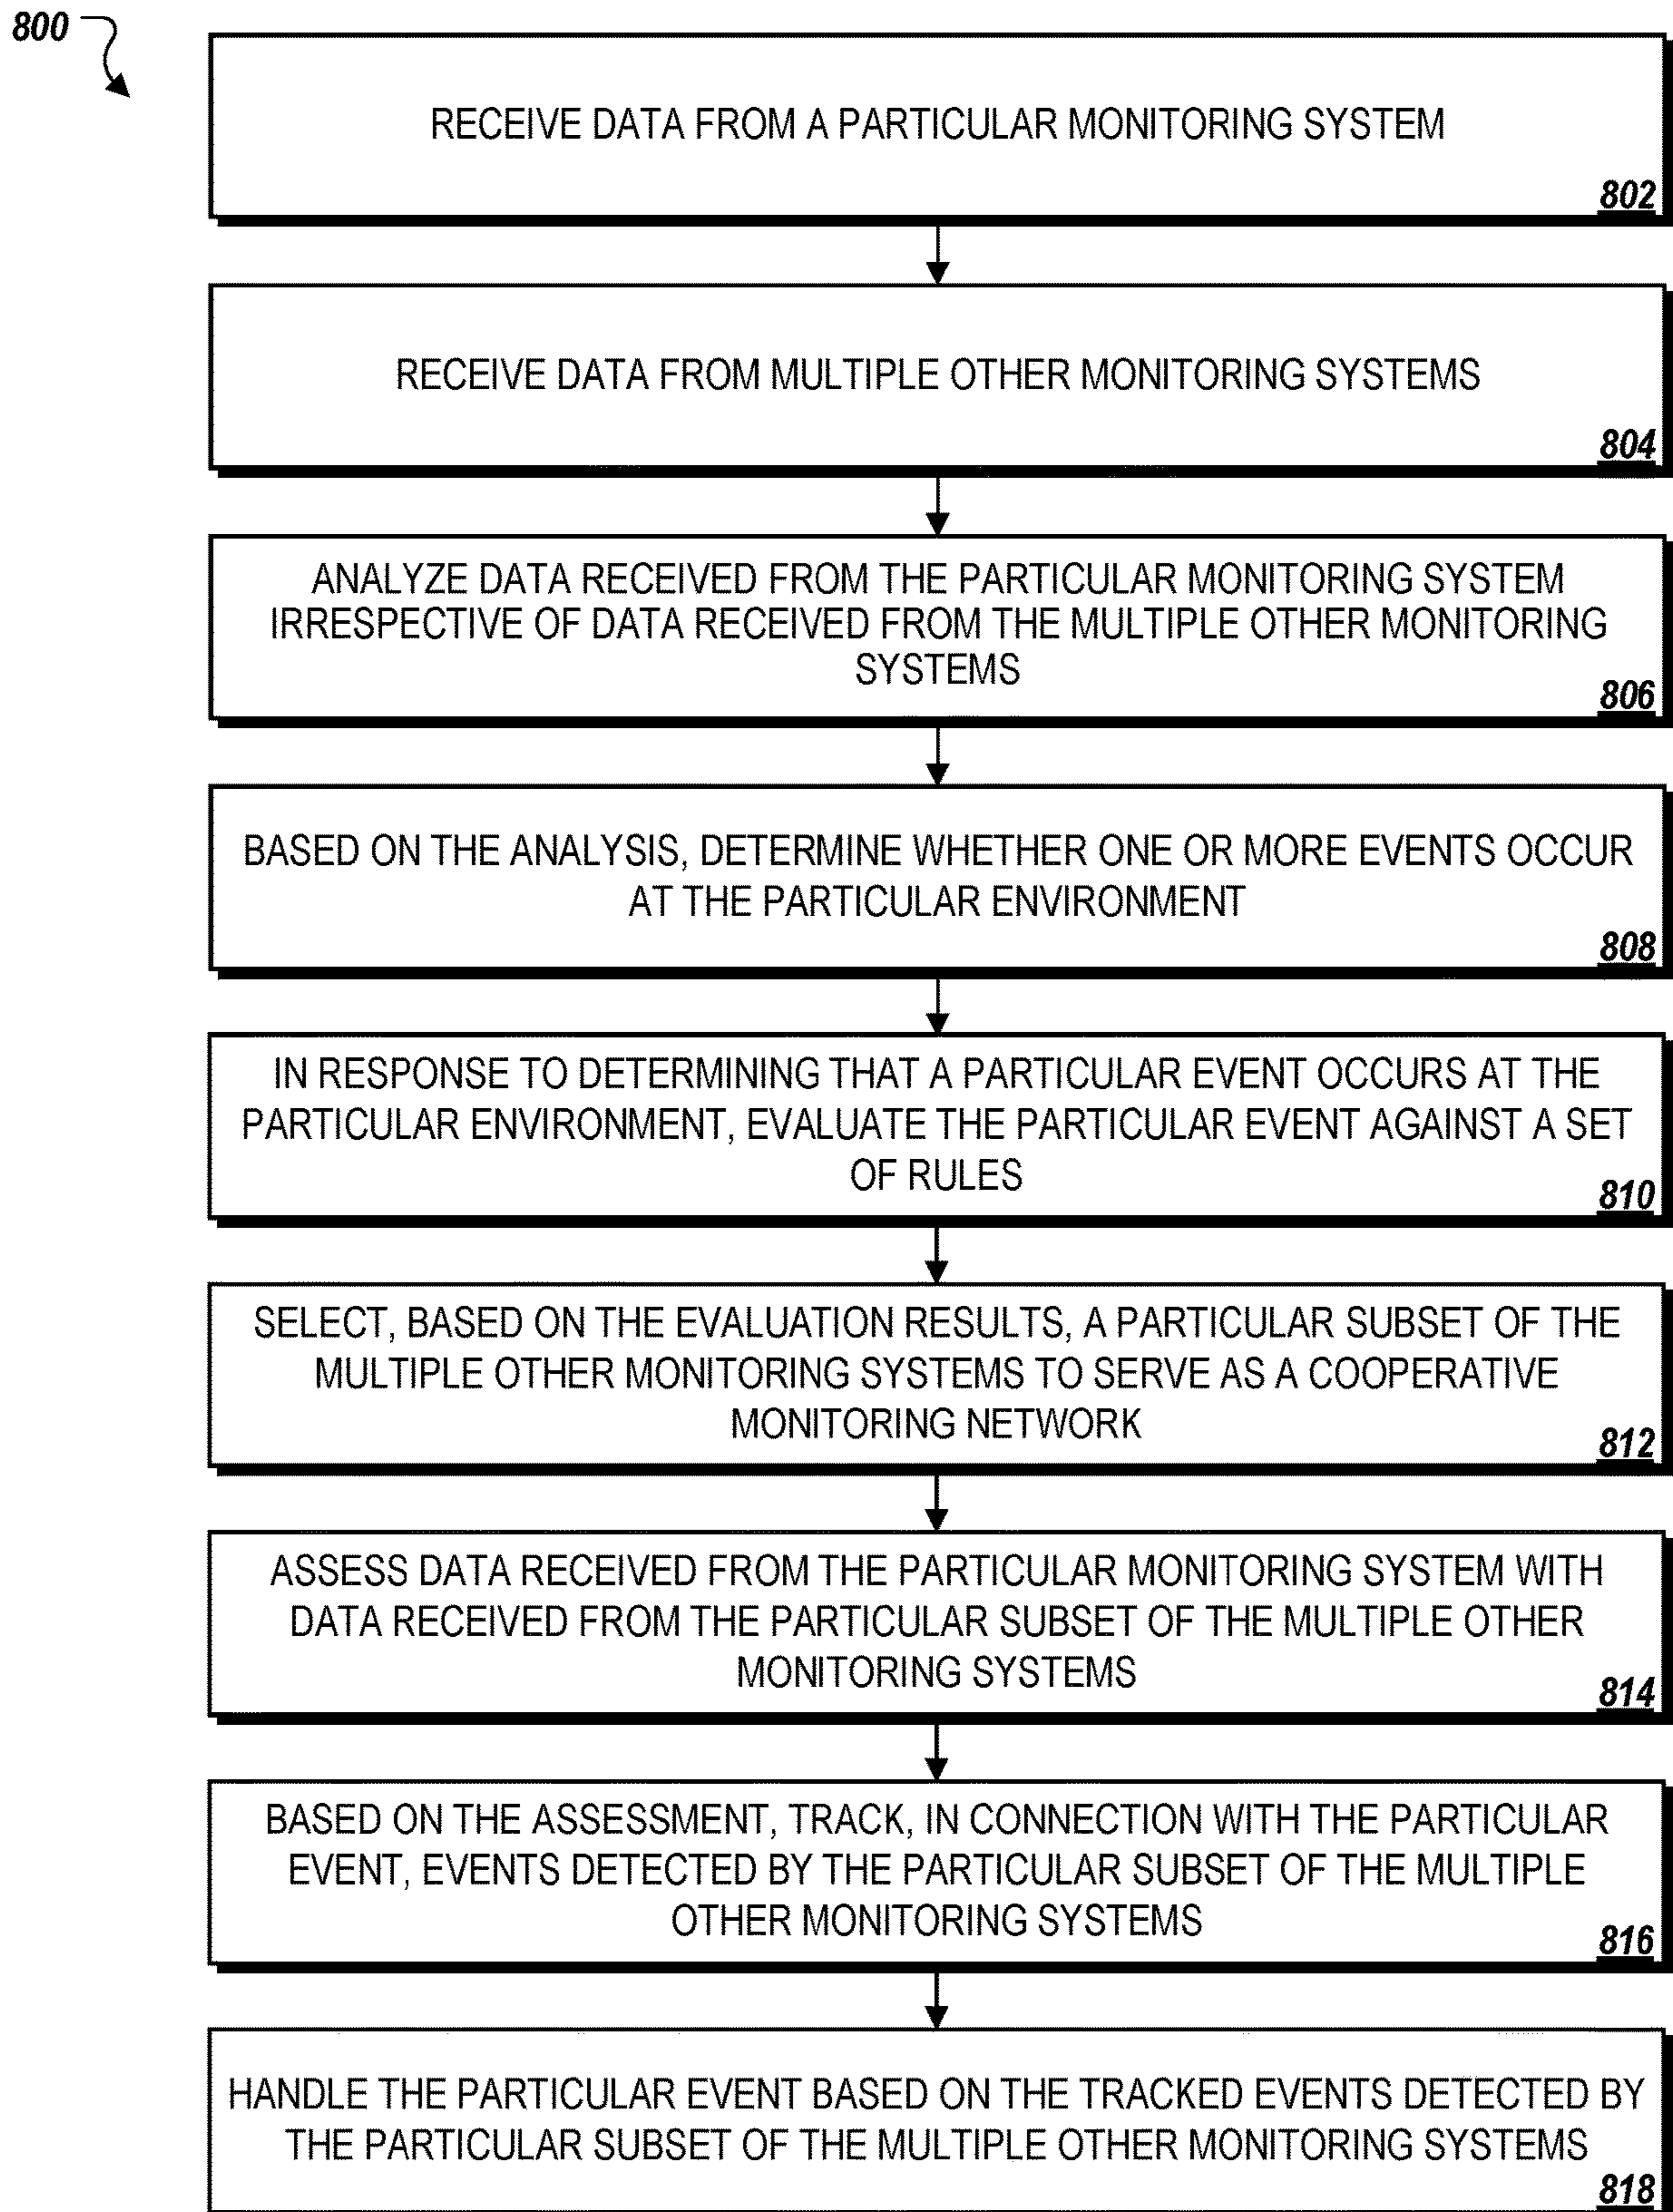 800
RECEIVE DATA FROM A PARTICULAR MONITORING SYSTEM
802
RECEIVE DATA FROM MULTIPLE OTHER MONITORING SYSTEMS
804
ANALYZE DATA RECEIVED FROM THE PARTICULAR MONITORING SYSTEM
IRRESPECTIVE OF DATA RECEIVED FROM THE MULTIPLE OTHER MONITORING
SYSTEMS
806
BASED ON THE ANALYSIS, DETERMINE WHETHER ONE OR MORE EVENTS OCCUR
AT THE PARTICULAR ENVIRONMENT
808
IN RESPONSE TO DETERMINING THAT A PARTICULAR EVENT OCCURS AT THE
PARTICULAR ENVIRONMENT, EVALUATE THE PARTICULAR EVENT AGAINST A SET
OF RULES
810
SELECT, BASED ON THE EVALUATION RESULTS, A PARTICULAR SUBSET OF THE
MULTIPLE OTHER MONITORING SYSTEMS TO SERVE AS A COOPERATIVE
MONITORING NETWORK
812
ASSESS DATA RECEIVED FROM THE PARTICULAR MONITORING SYSTEM WITH
DATA RECEIVED FROM THE PARTICULAR SUBSET OF THE MULTIPLE OTHER
MONITORING SYSTEMS
814
BASED ON THE ASSESSMENT, TRACK, IN CONNECTION WITH THE PARTICULAR
EVENT, EVENTS DETECTED BY THE PARTICULAR SUBSET OF THE MULTIPLE
OTHER MONITORING SYSTEMS
816
HANDLE THE PARTICULAR EVENT BASED ON THE TRACKED EVENTS DETECTED BY
THE PARTICULAR SUBSET OF THE MULTIPLE OTHER MONITORING SYSTEMS
818